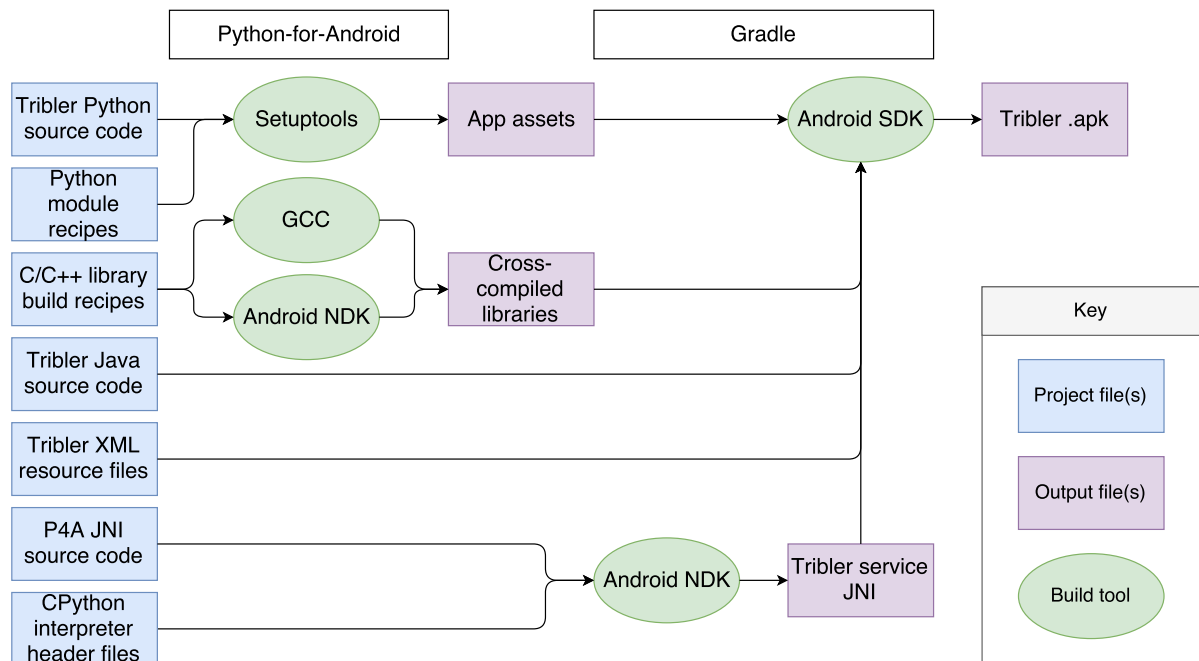 Python-for-Android
Gradle
Tribler Python
source code
Setuptools
App assets
Android SDK
Tribler .apk
Python
module
recipes
GCC
C/C++ library
build recipes
Android NDK
Cross-
compiled
libraries
Tribler Java
source code
Tribler XML
resource files
P4A JNI
source code
CPython
interpreter
header files
Android NDK
Tribler service
JNI
Key
Project file(s)
Output file(s)
Build tool